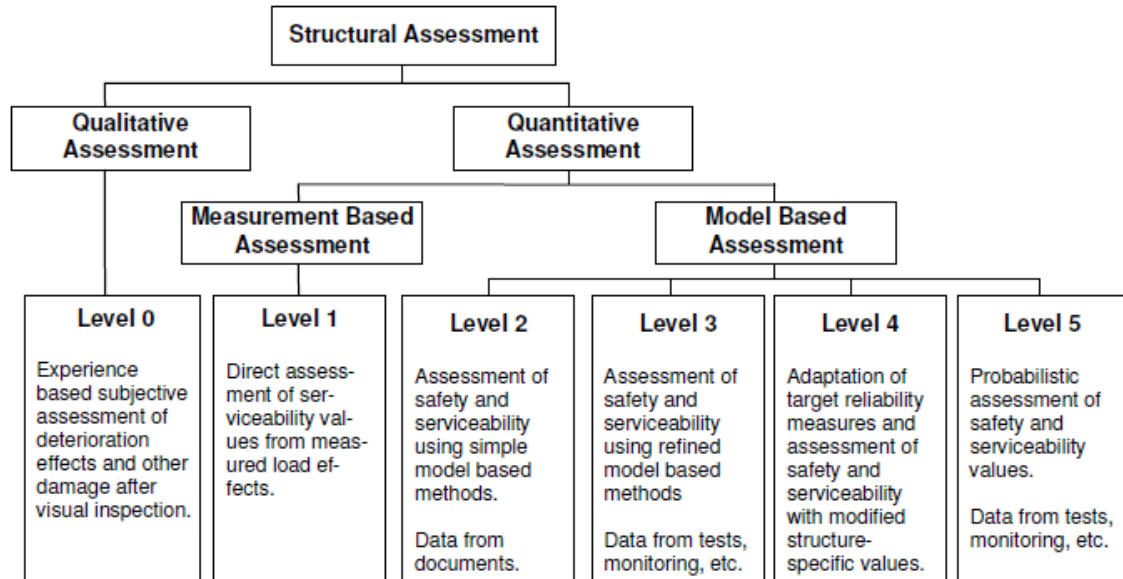 Structural Assessment
Qualitative
Assessment
Quantitative
Assessment
Measurement Based
Assessment
Model Based
Assessment
Level 0
Experience
based subjective
assessment of
deterioration
effects and other
damage after
visual inspection.
Level 1
Direct assess-
ment of ser-
viceability val-
ues from meas-
ured load ef-
fects.
Level 2
Assessment of
safety and
serviceability
using simple
model based
methods.
Data from
documents.
Level 3
Assessment of
safety and
serviceability
using refined
model based
methods
Data from tests,
monitoring, etc.
Level 4
Adaptation of
target reliability
measures and
assessment of
safety and
serviceability
with modified
structure-
specific values.
Level 5
Probabilistic
assessment of
safety and
serviceability
values.
Data from tests,
monitoring, etc.